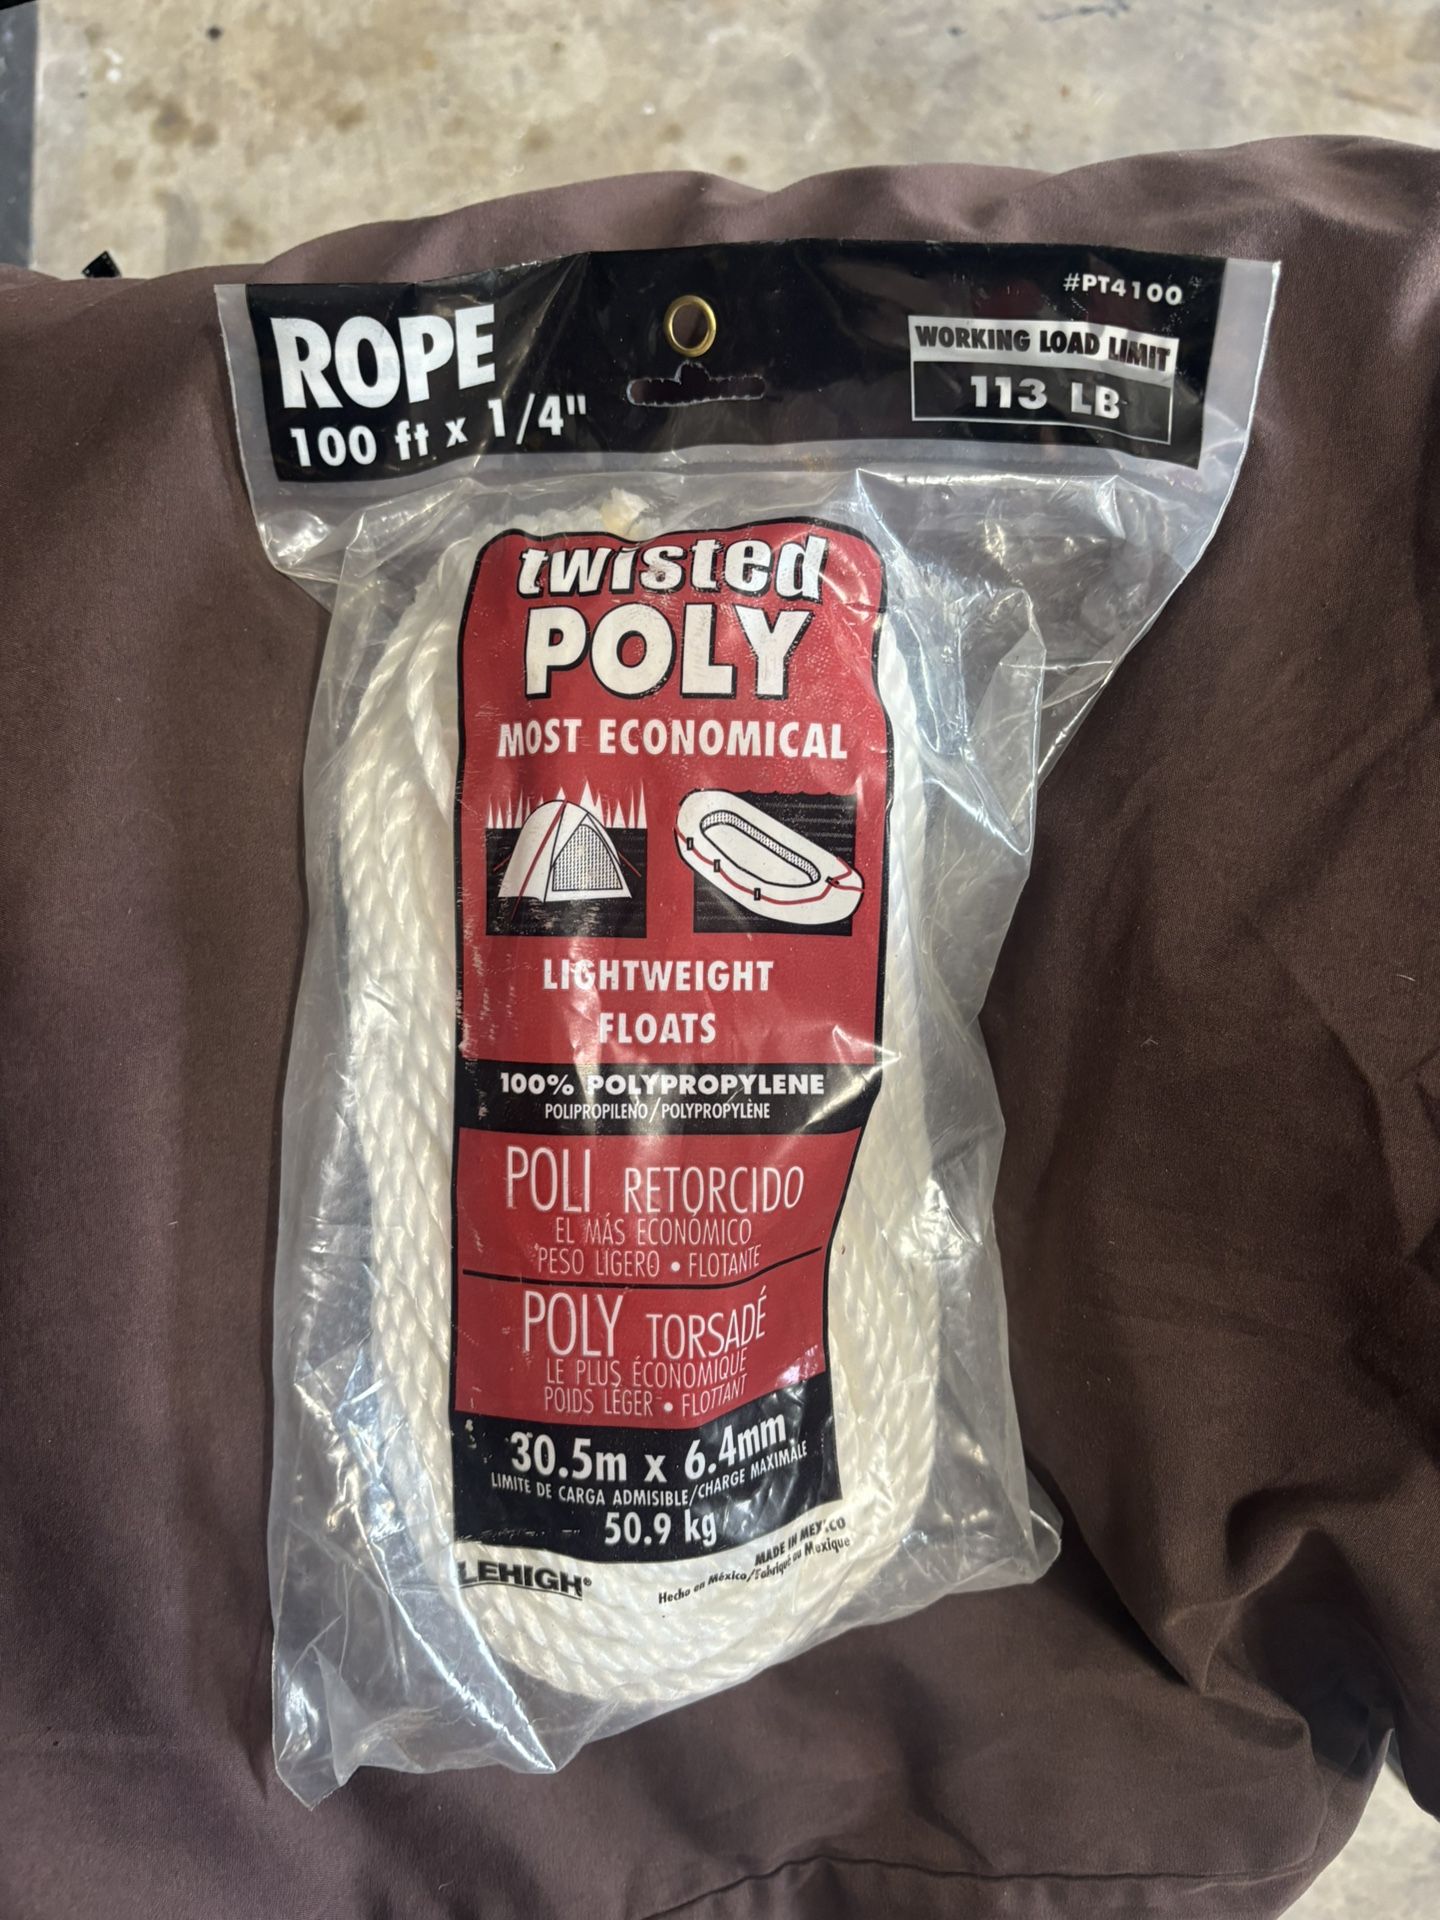 ROPE
100 ft x 1/4"
#PT4100
WORKING LOAD LIMIT
113 LB
twisted
POLY
MOST ECONOMICAL
LIGHTWEIGHT
FLOATS
100% POLYPROPYLENE
POLIPROPILENO/POLYPROPYLÈNE
POLI RETORCIDO
EL MÁS ECONÓMICO
PESO LIGERO • FLOTANTE
POLY TORSADÉ
LE PLUS ÉCONOMIQUE
POIDS LÉGER • FLOTTANT
30.5m x 6.4mm
LIMITE DE CARGA ADMISIBLE/CHARGE MAXIMALE
50.9 kg
LEHIGH®
MADE IN MEXICO
Hecho en México/Fabriqué au Mexique